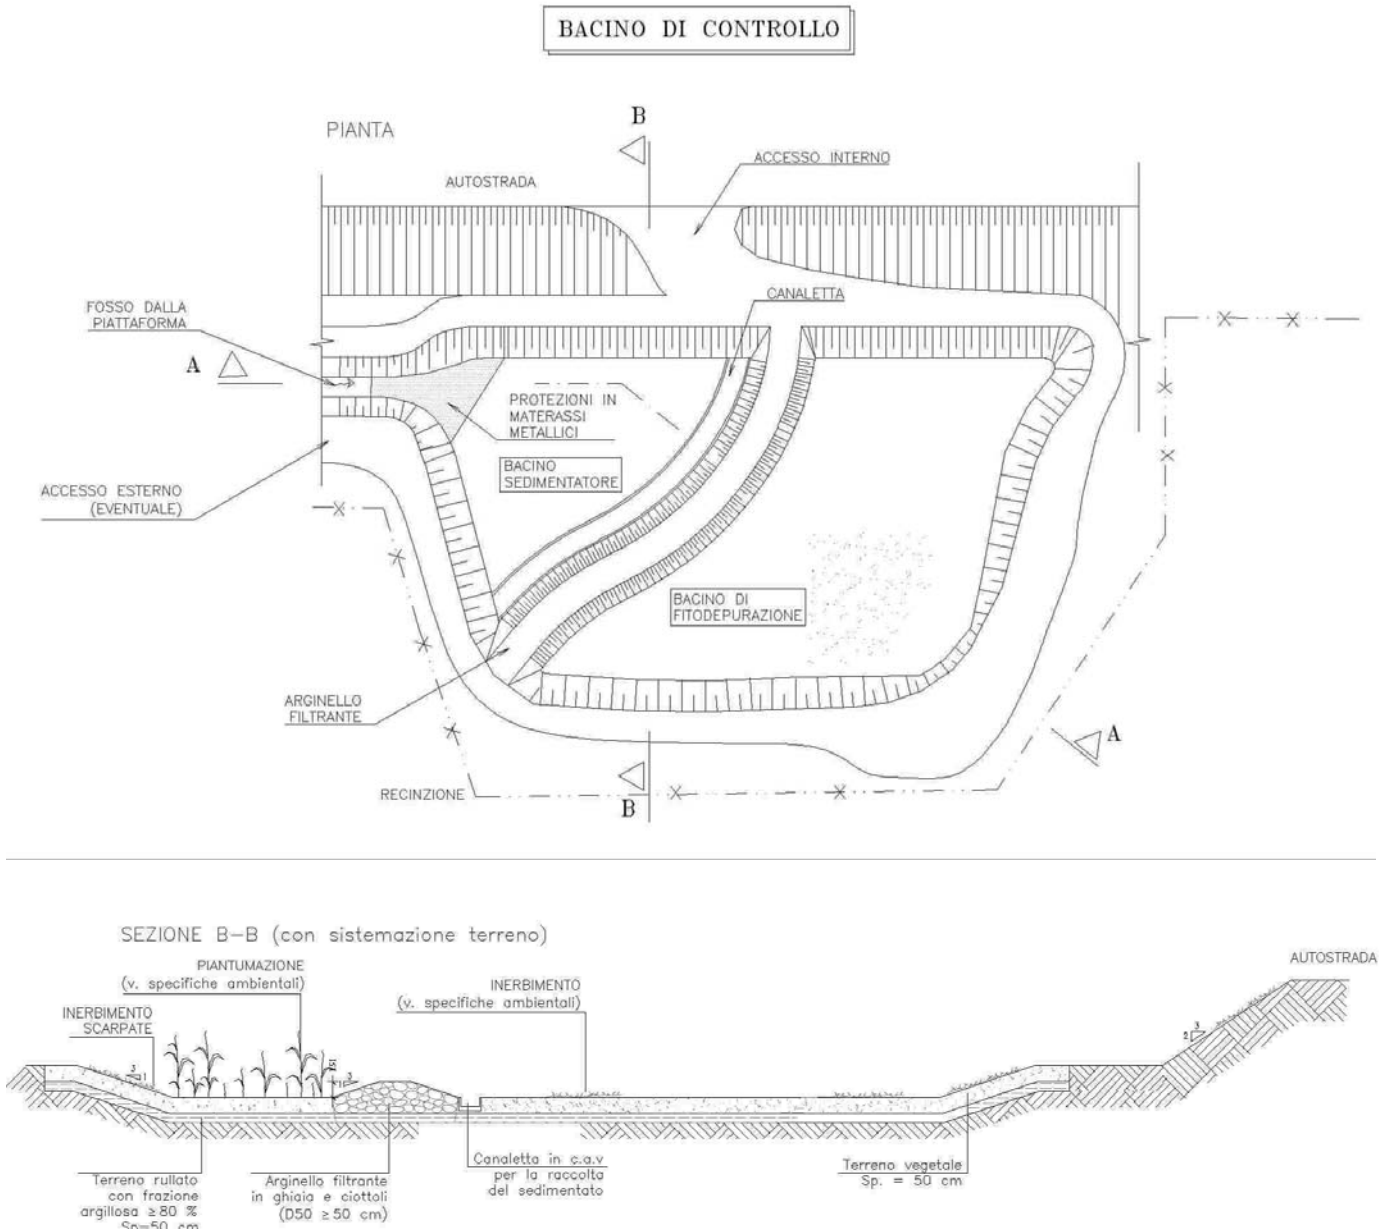 BACINO DI CONTROLLO
PIANTA
B
ACCESSO INTERNO
AUTOSTRADA
CANALETTA
FOSSO DALLA
PIATTAFORMA
A
PROTEZIONI IN
MATERASSI
METALLICI
BACINO
SEDIMENTATORE
ACCESSO ESTERNO
(EVENTUALE)
BACINO DI
FITODEPURAZIONE
ARGINELLO
FILTRANTE
A
RECINZIONE
B
SEZIONE B-B (con sistemazione terreno)
AUTOSTRADA
PIANTUMAZIONE
(v. specifiche ambientali)
INERBIMENTO
(v. specifiche ambientali)
INERBIMENTO
SCARPATE
3
2
3
1
3
1
Canaletta in c.a.v
per la raccolta
del sedimentato
Terreno vegetale
Sp. = 50 cm
Terreno rullato
con frazione
argillosa ≥80 %
Sp=50 cm
Arginello filtrante
in ghiaia e ciottoli
(D50 ≥50 cm)